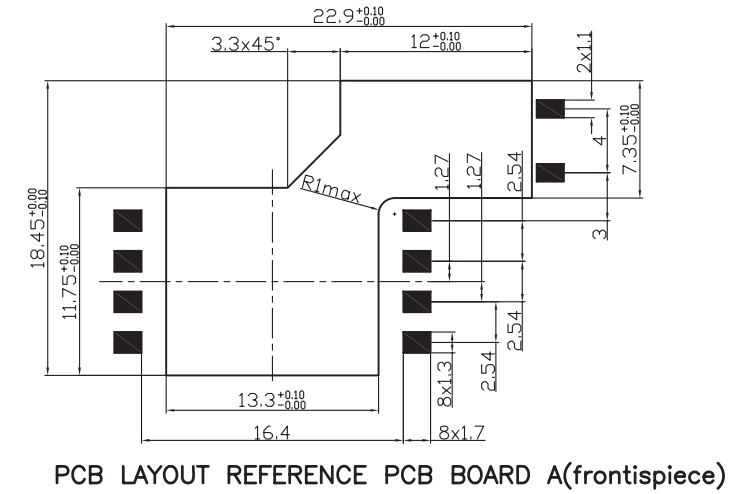 22.9+0.10 -0.00
3.3x45°
12+0.10 -0.00
2x1.1
4
7.35+0.10 -0.00
1.27
1.27
2.54
R1max
18.45+0.00 -0.10
11.75+0.10 -0.00
3
2.54
2.54
8x1.3
13.3+0.10 -0.00
16.4
8x1.7
PCB LAYOUT REFERENCE PCB BOARD A(frontispiece)